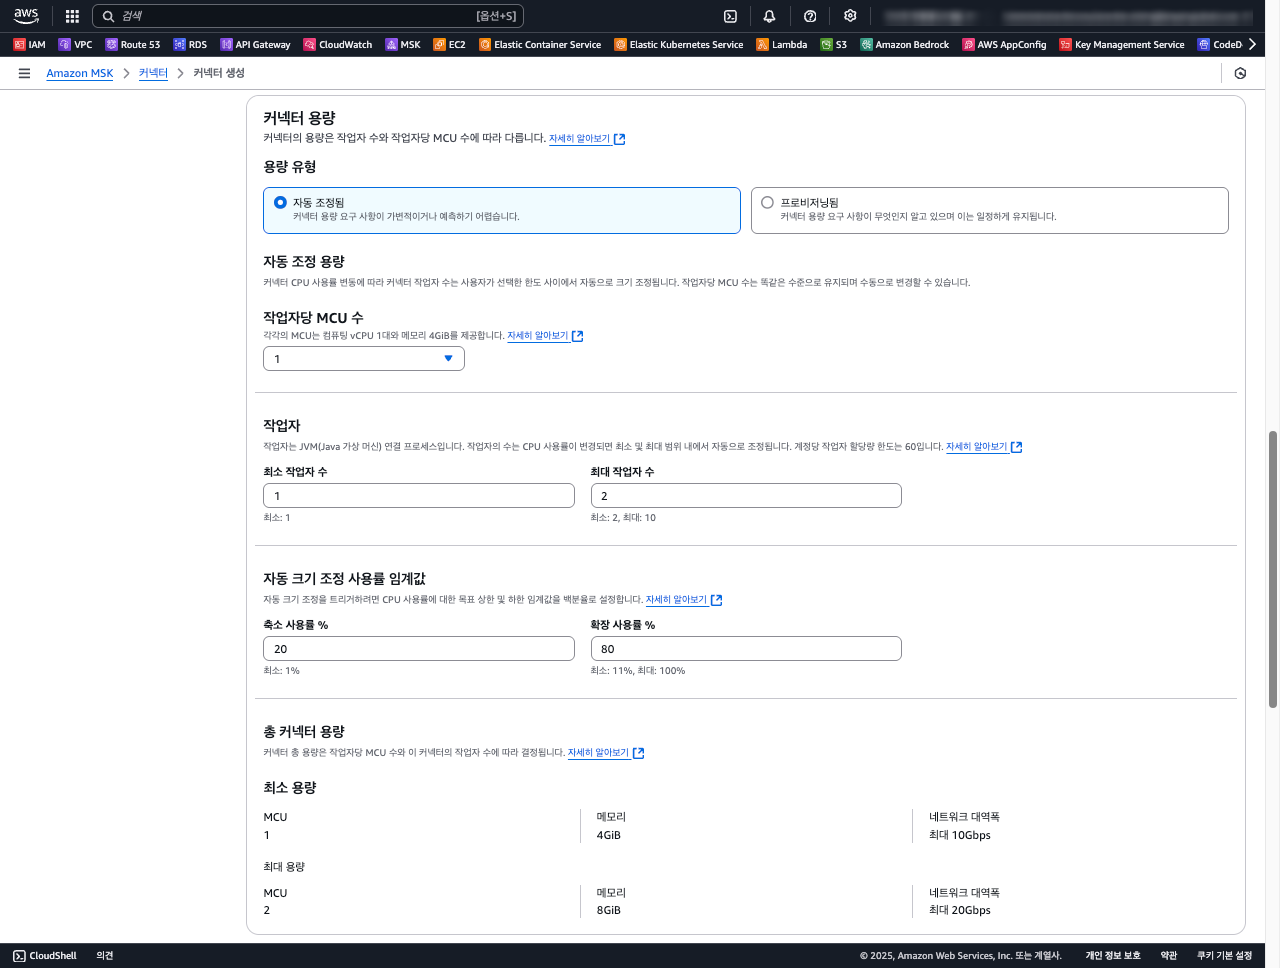 aws
검색 [옵션+S]
IAM VPC Route 53 RDS API Gateway CloudWatch MSK EC2 Elastic Container Service Elastic Kubernetes Service Lambda S3 Amazon Bedrock AWS AppConfig Key Management Service CodeD
Amazon MSK > 커넥터 > 커넥터 생성
커넥터 용량
커넥터의 용량은 작업자 수와 작업자당 MCU 수에 따라 다릅니다. 자세히 알아보기
용량 유형
자동 조정됨
커넥터 용량 요구 사항이 가변적이거나 예측하기 어렵습니다.
프로비저닝됨
커넥터 용량 요구 사항이 무엇인지 알고 있으며 이는 일정하게 유지됩니다.
자동 조정 용량
커넥터 CPU 사용률 변동에 따라 커넥터 작업자 수는 사용자가 선택한 한도 사이에서 자동으로 크기 조정됩니다. 작업자당 MCU 수는 똑같은 수준으로 유지되며 수동으로 변경할 수 있습니다.
작업자당 MCU 수
각각의 MCU는 컴퓨팅 vCPU 1대와 메모리 4GiB를 제공합니다. 자세히 알아보기
1
작업자
작업자는 JVM(Java 가상 머신) 연결 프로세스입니다. 작업자의 수는 CPU 사용률이 변경되면 최소 및 최대 범위 내에서 자동으로 조정됩니다. 계정당 작업자 할당량 한도는 60입니다. 자세히 알아보기
최소 작업자 수 최대 작업자 수
1 2
최소: 1 최소: 2, 최대: 10
자동 크기 조정 사용률 임계값
자동 크기 조정을 트리거하려면 CPU 사용률에 대한 목표 상한 및 하한 임계값을 백분율로 설정합니다. 자세히 알아보기
축소 사용률 % 확장 사용률 %
20 80
최소: 1% 최소: 11%, 최대: 100%
총 커넥터 용량
커넥터 총 용량은 작업자당 MCU 수와 이 커넥터의 작업자 수에 따라 결정됩니다. 자세히 알아보기
최소 용량
MCU 메모리 네트워크 대역폭
1 4GiB 최대 10Gbps
최대 용량
MCU 메모리 네트워크 대역폭
2 8GiB 최대 20Gbps
CloudShell 의견 © 2025, Amazon Web Services, Inc. 또는 계열사. 개인 정보 보호 약관 쿠키 기본 설정